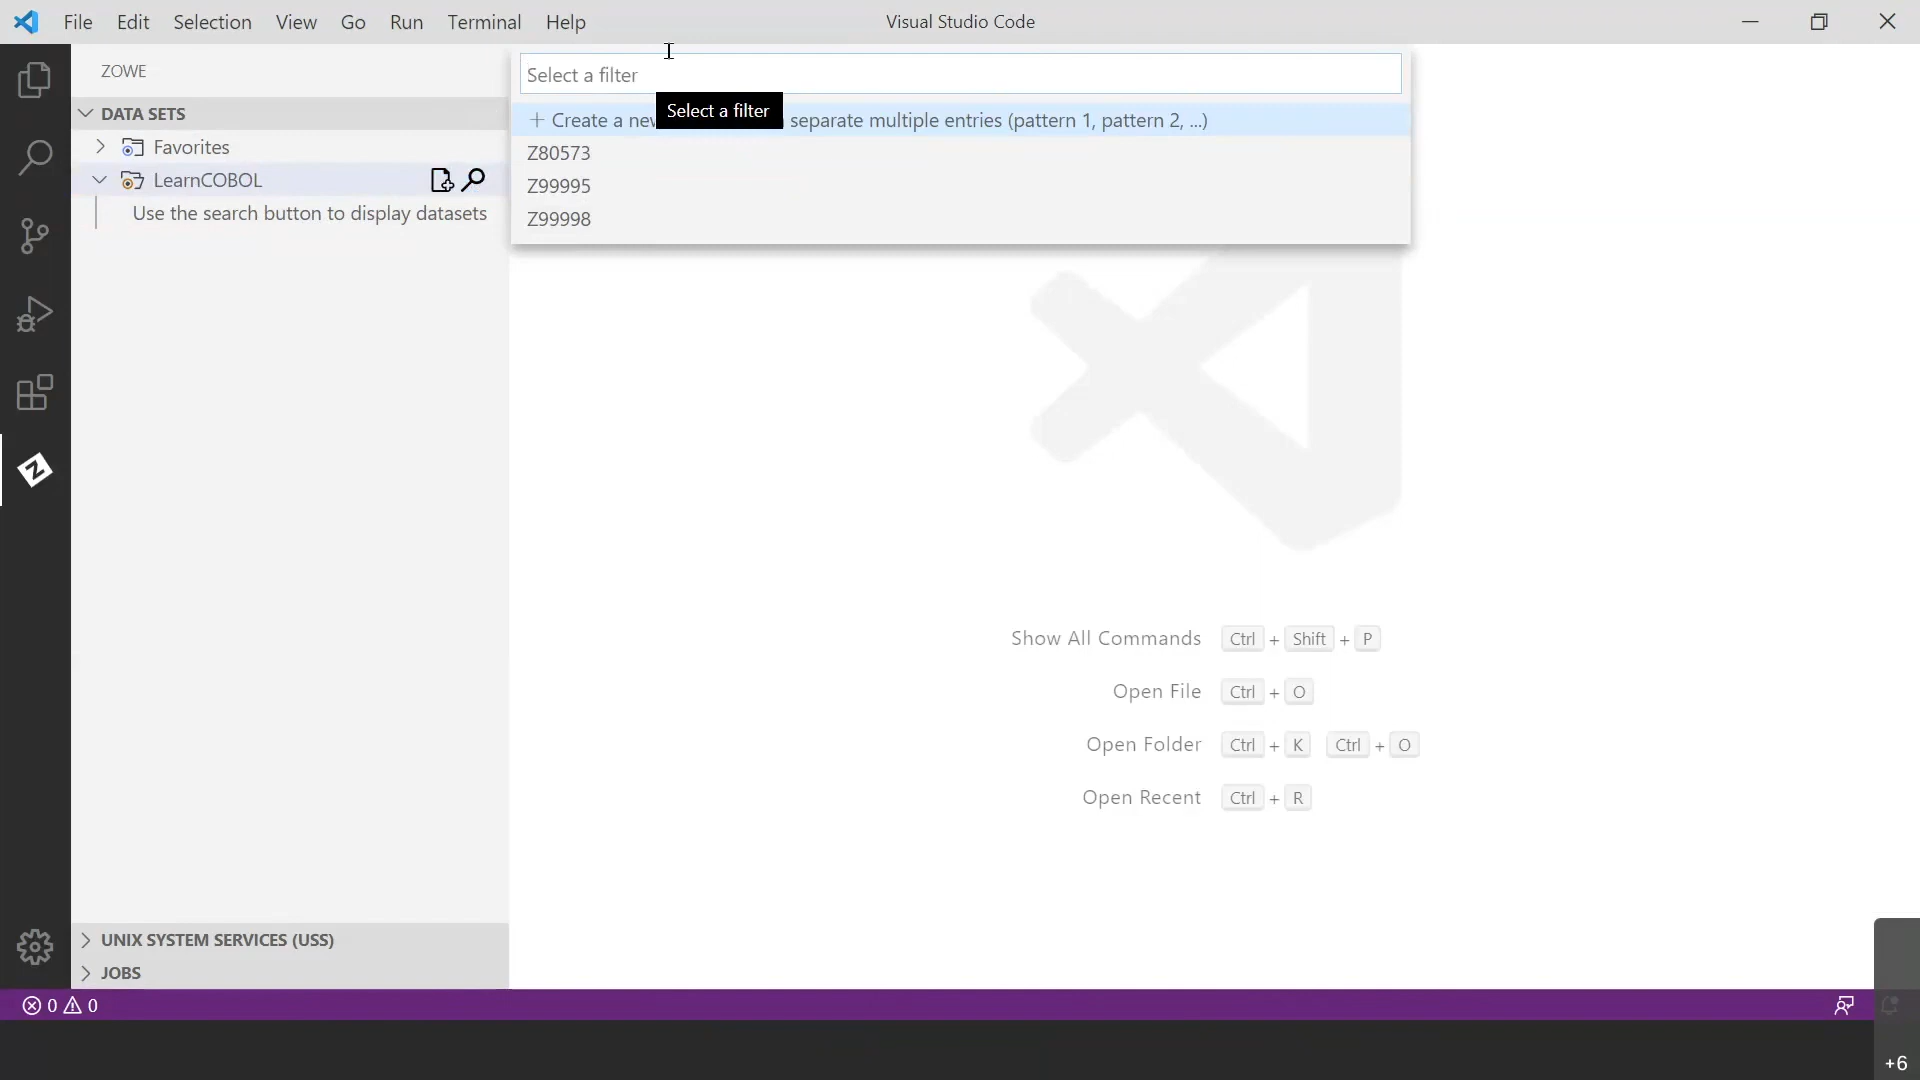 File Edit Selection View Go Run Terminal Help
Visual Studio Code
ZOWE
DATA SETS
Favorites
LearnCOBOL
Use the search button to display datasets
Select a filter
Select a filter
+ Create a new separate multiple entries (pattern 1, pattern 2, ...)
Z80573
Z99995
Z99998
Show All Commands Ctrl + Shift + P
Open File Ctrl + O
Open Folder Ctrl + K Ctrl + O
Open Recent Ctrl + R
UNIX SYSTEM SERVICES (USS)
JOBS
0 0
+6